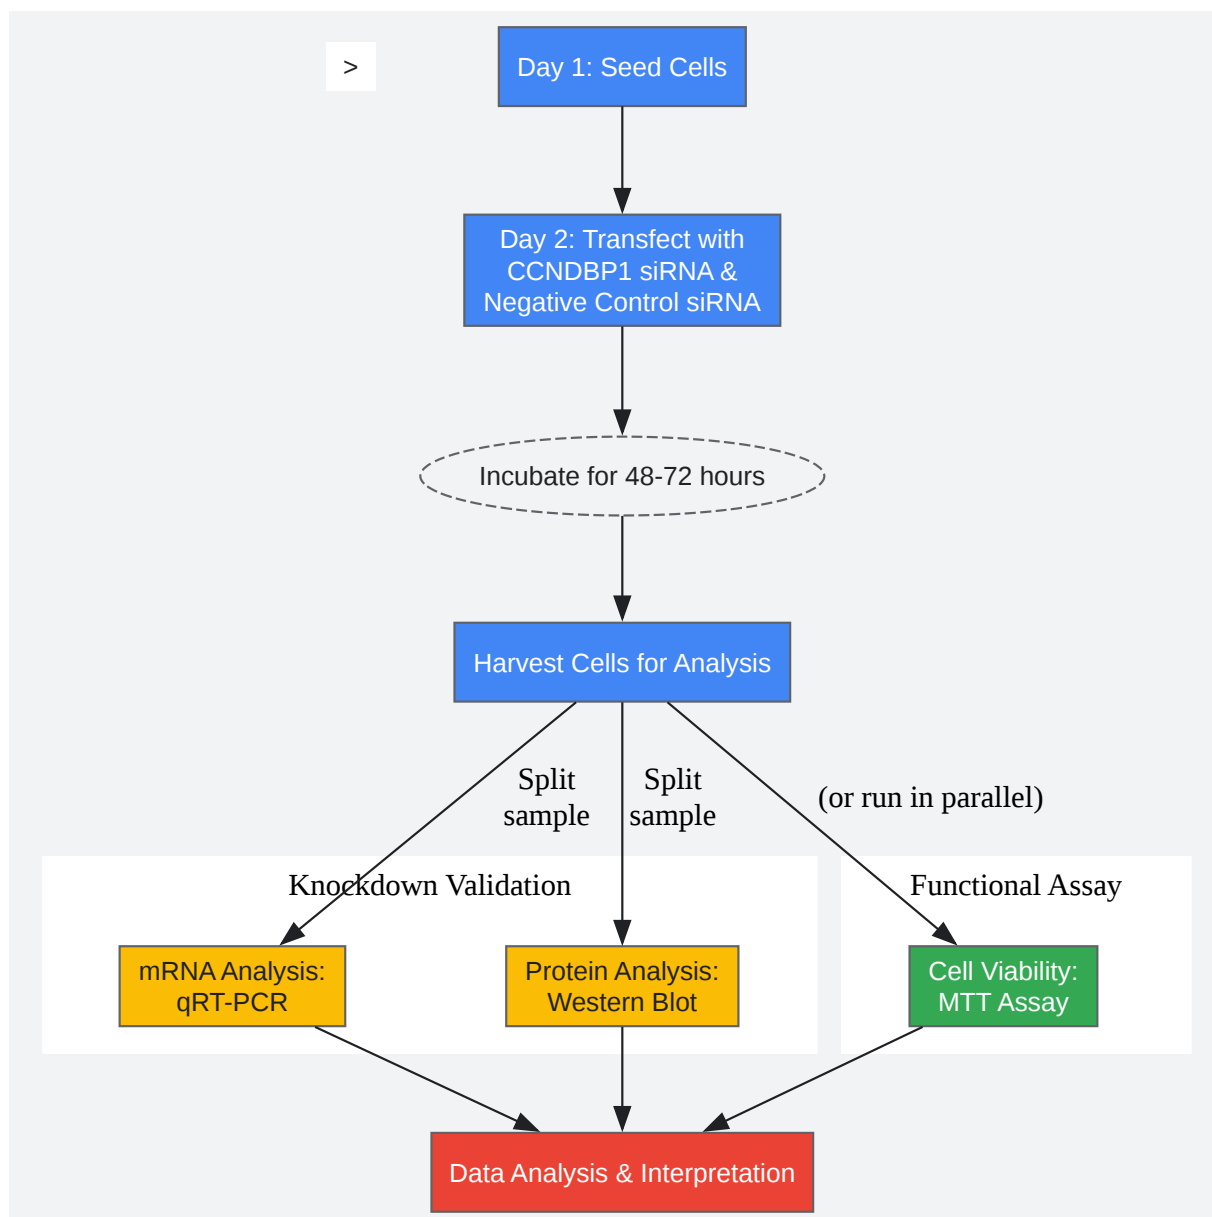 >
Day 1: Seed Cells
Day 2: Transfect with
CCNDBP1 siRNA &
Negative Control siRNA
Incubate for 48-72 hours
Harvest Cells for Analysis
Split
sample
Split
sample
(or run in parallel)
Knockdown Validation
Functional Assay
mRNA Analysis:
qRT-PCR
Protein Analysis:
Western Blot
Cell Viability:
MTT Assay
Data Analysis & Interpretation